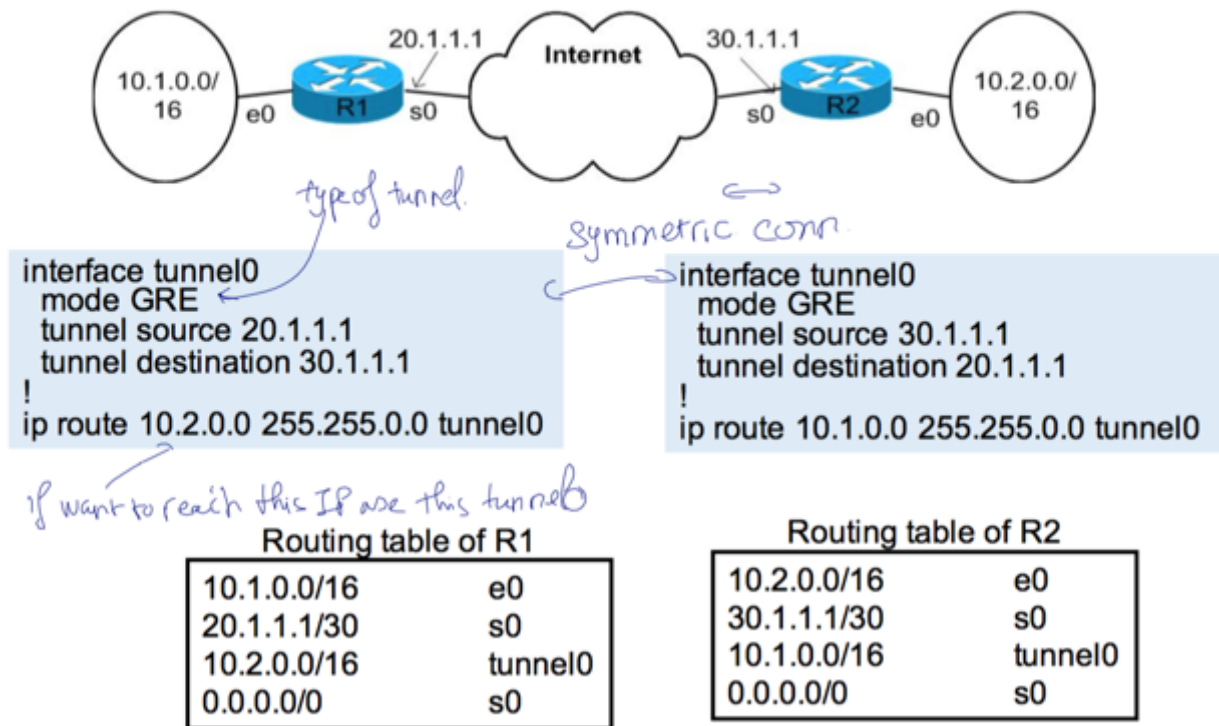 20.1.1.1
30.1.1.1
Internet
10.1.0.0/
16
e0
R1
s0
s0
R2
e0
10.2.0.0/
16
type of tunnel.
symmetric conn.
interface tunnel0
mode GRE
tunnel source 20.1.1.1
tunnel destination 30.1.1.1
!
ip route 10.2.0.0 255.255.0.0 tunnel0
interface tunnel0
mode GRE
tunnel source 30.1.1.1
tunnel destination 20.1.1.1
!
ip route 10.1.0.0 255.255.0.0 tunnel0
if want to reach this IP use this tunnel0
Routing table of R1
10.1.0.0/16 e0
20.1.1.1/30 s0
10.2.0.0/16 tunnel0
0.0.0.0/0 s0
Routing table of R2
10.2.0.0/16 e0
30.1.1.1/30 s0
10.1.0.0/16 tunnel0
0.0.0.0/0 s0